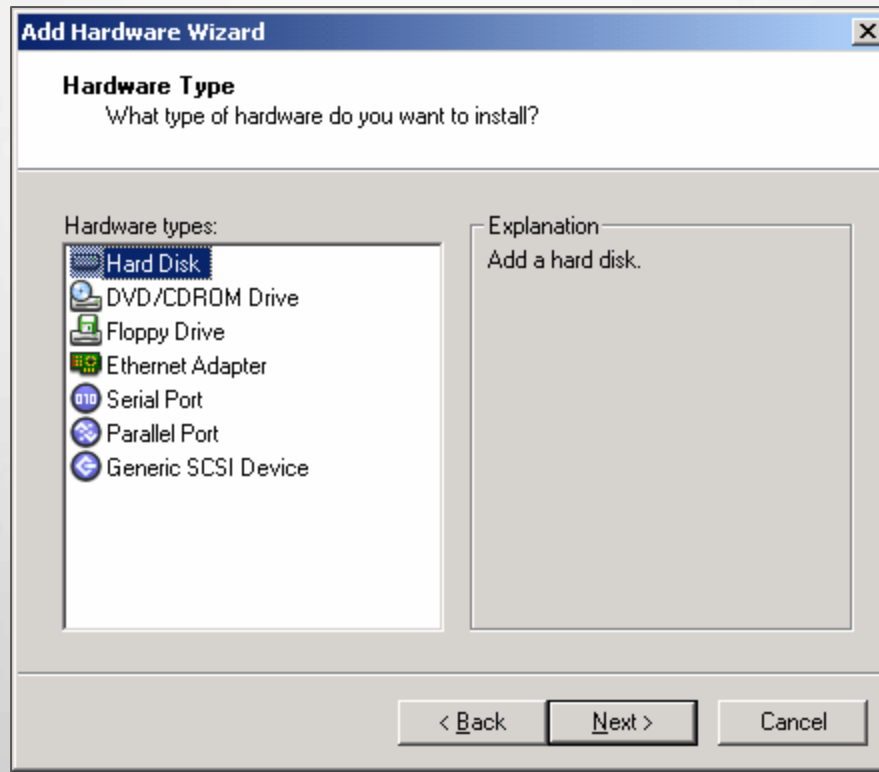 Add Hardware Wizard
Hardware Type
What type of hardware do you want to install?
Hardware types:
Hard Disk
DVD/CDROM Drive
Floppy Drive
Ethernet Adapter
010 Serial Port
Parallel Port
Generic SCSI Device
Explanation
Add a hard disk.
< Back
Next >
Cancel